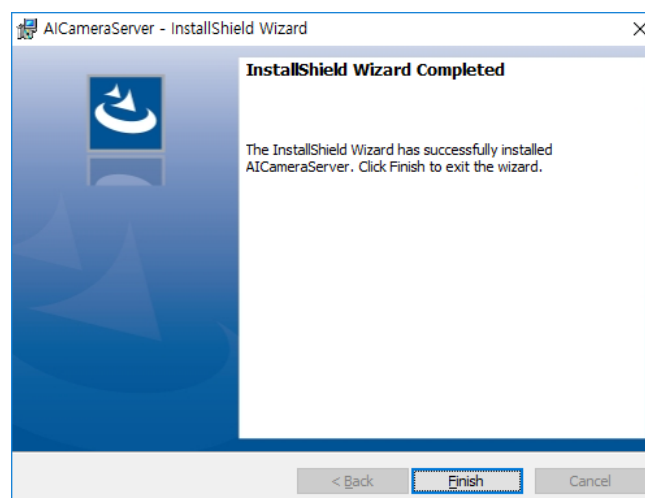 AICameraServer - InstallShield Wizard
InstallShield Wizard Completed
The InstallShield Wizard has successfully installed
AICameraServer. Click Finish to exit the wizard.
< Back
Finish
Cancel